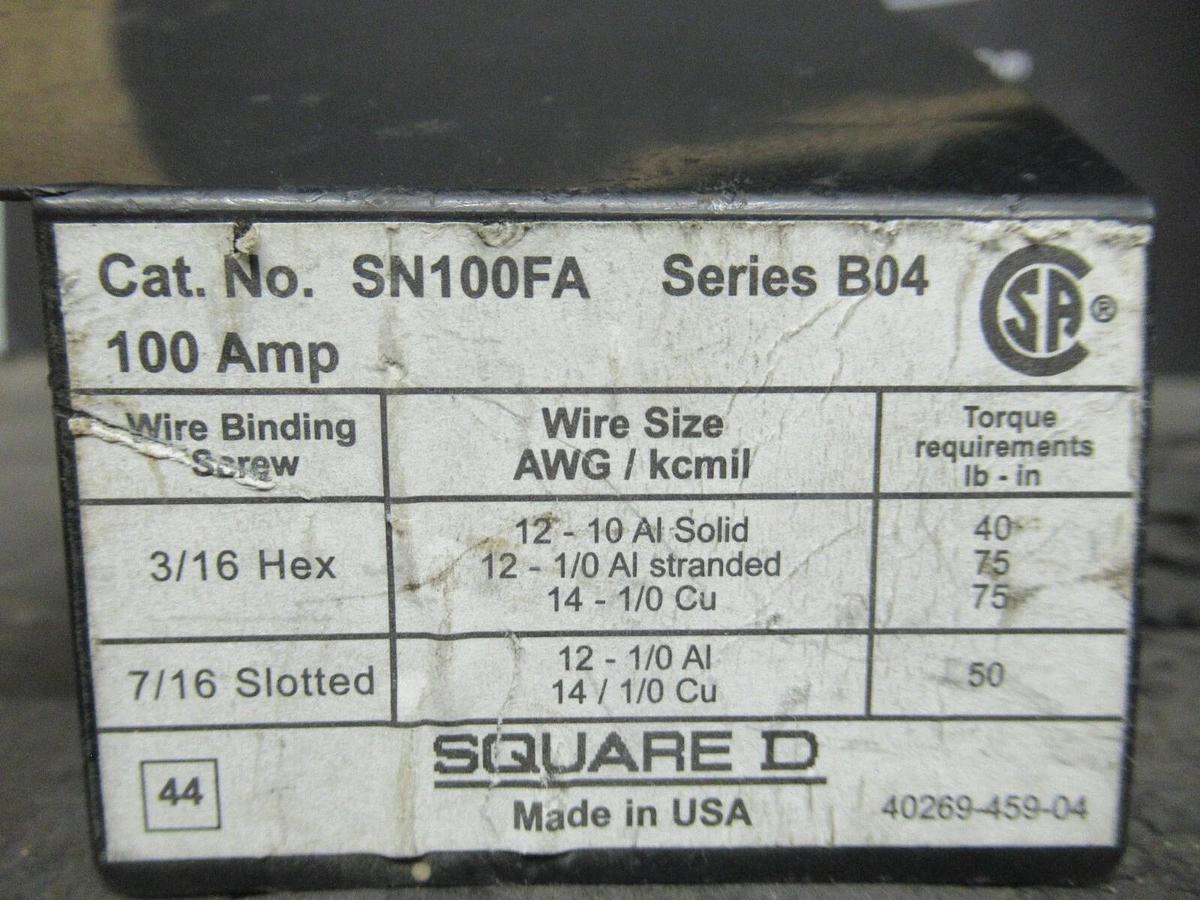 Cat. No. SN100FA Series B04
100 Amp
CSA ®
Wire Binding Screw
Wire Size
AWG / kcmil
Torque
requirements
lb - in
3/16 Hex
12 - 10 Al Solid
12 - 1/0 Al stranded
14 - 1/0 Cu
40
75
75
7/16 Slotted
12 - 1/0 Al
14 / 1/0 Cu
50
44
SQUARE D
Made in USA
40269-459-04